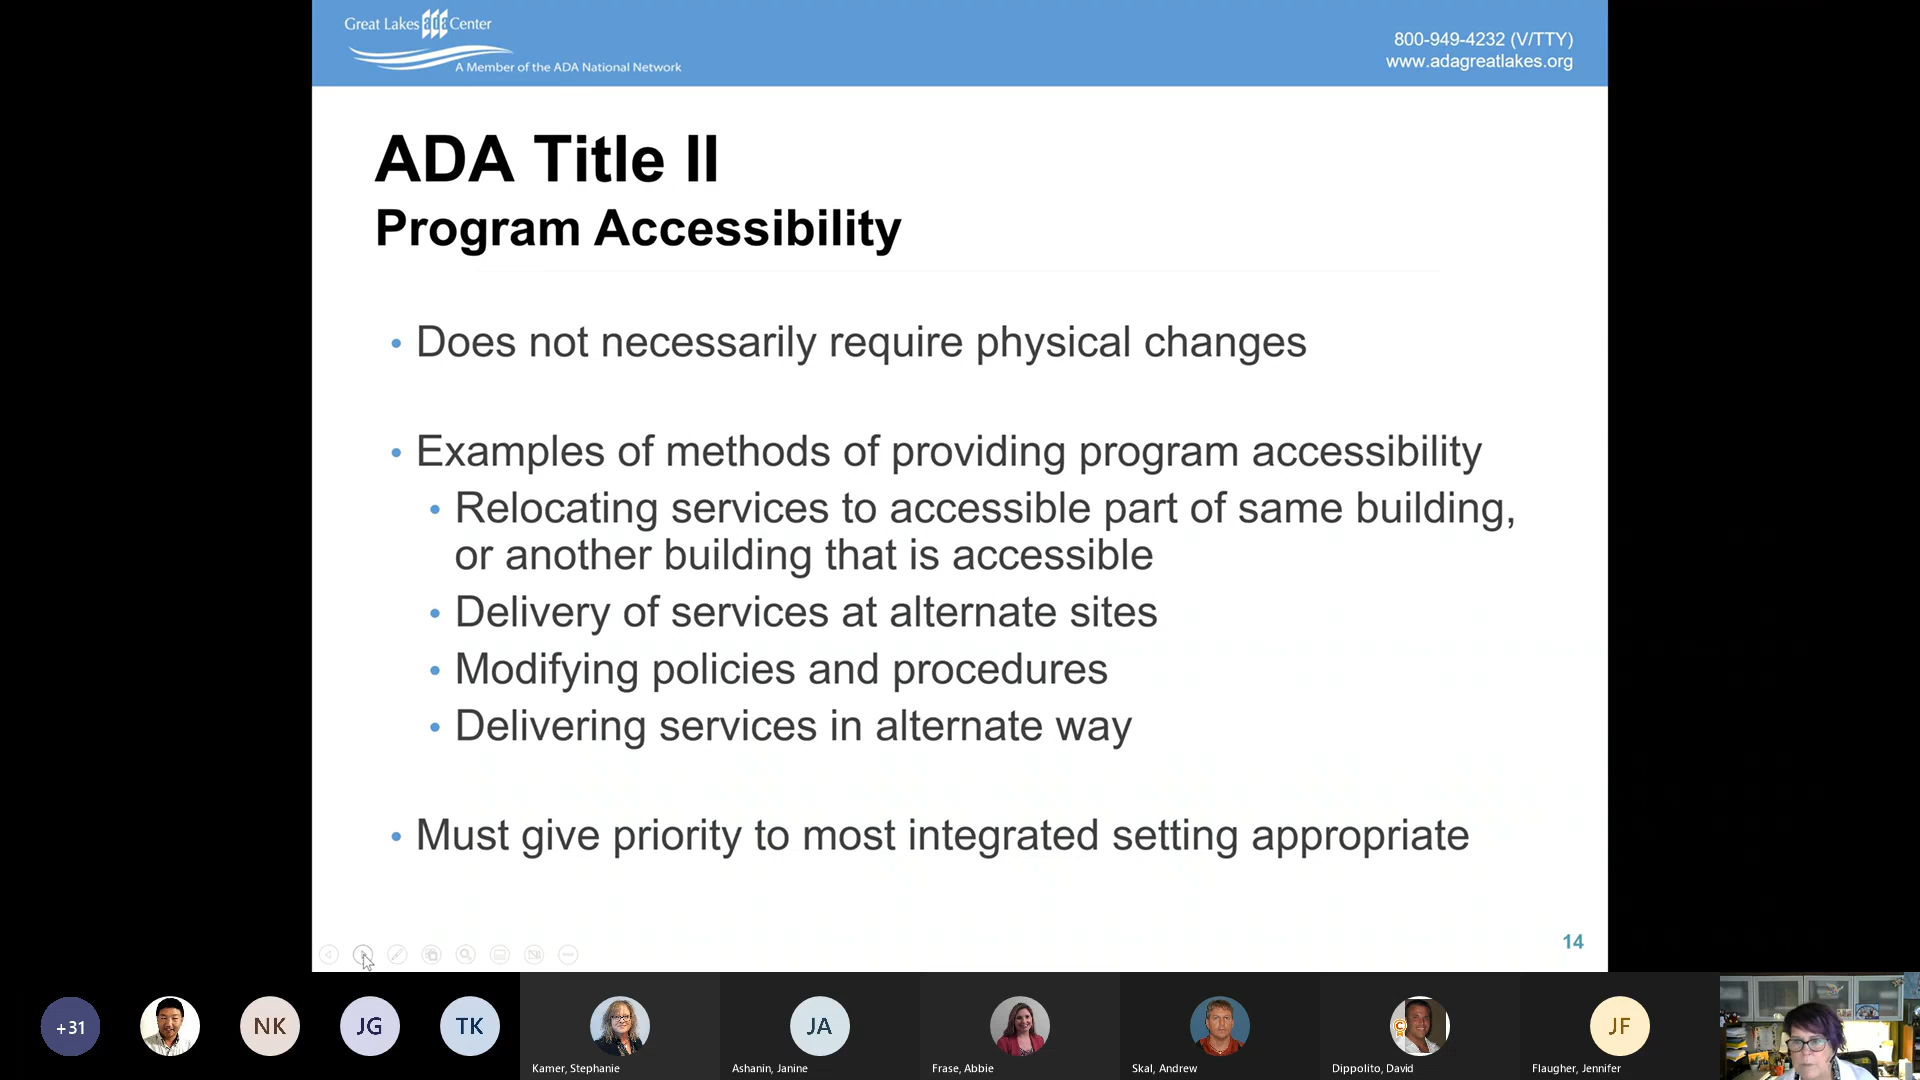 Great Lakes ada Center
A Member of the ADA National Network
800-949-4232 (V/TTY)
www.adagreatlakes.org
ADA Title II
Program Accessibility
• Does not necessarily require physical changes
• Examples of methods of providing program accessibility
• Relocating services to accessible part of same building,
or another building that is accessible
• Delivery of services at alternate sites
• Modifying policies and procedures
• Delivering services in alternate way
• Must give priority to most integrated setting appropriate
14
+31
NK
JG
TK
Kamer, Stephanie
JA
Ashanin, Janine
Frase, Abbie
Skal, Andrew
Dippolito, David
JF
Flaugher, Jennifer